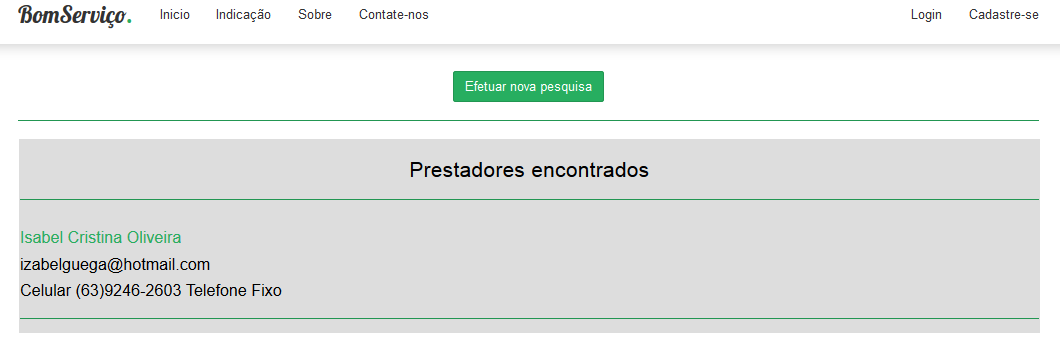 BomServiço. Inicio Indicação Sobre Contate-nos Login Cadastre-se
Efetuar nova pesquisa
Prestadores encontrados
Isabel Cristina Oliveira
izabelguega@hotmail.com
Celular (63)9246-2603 Telefone Fixo